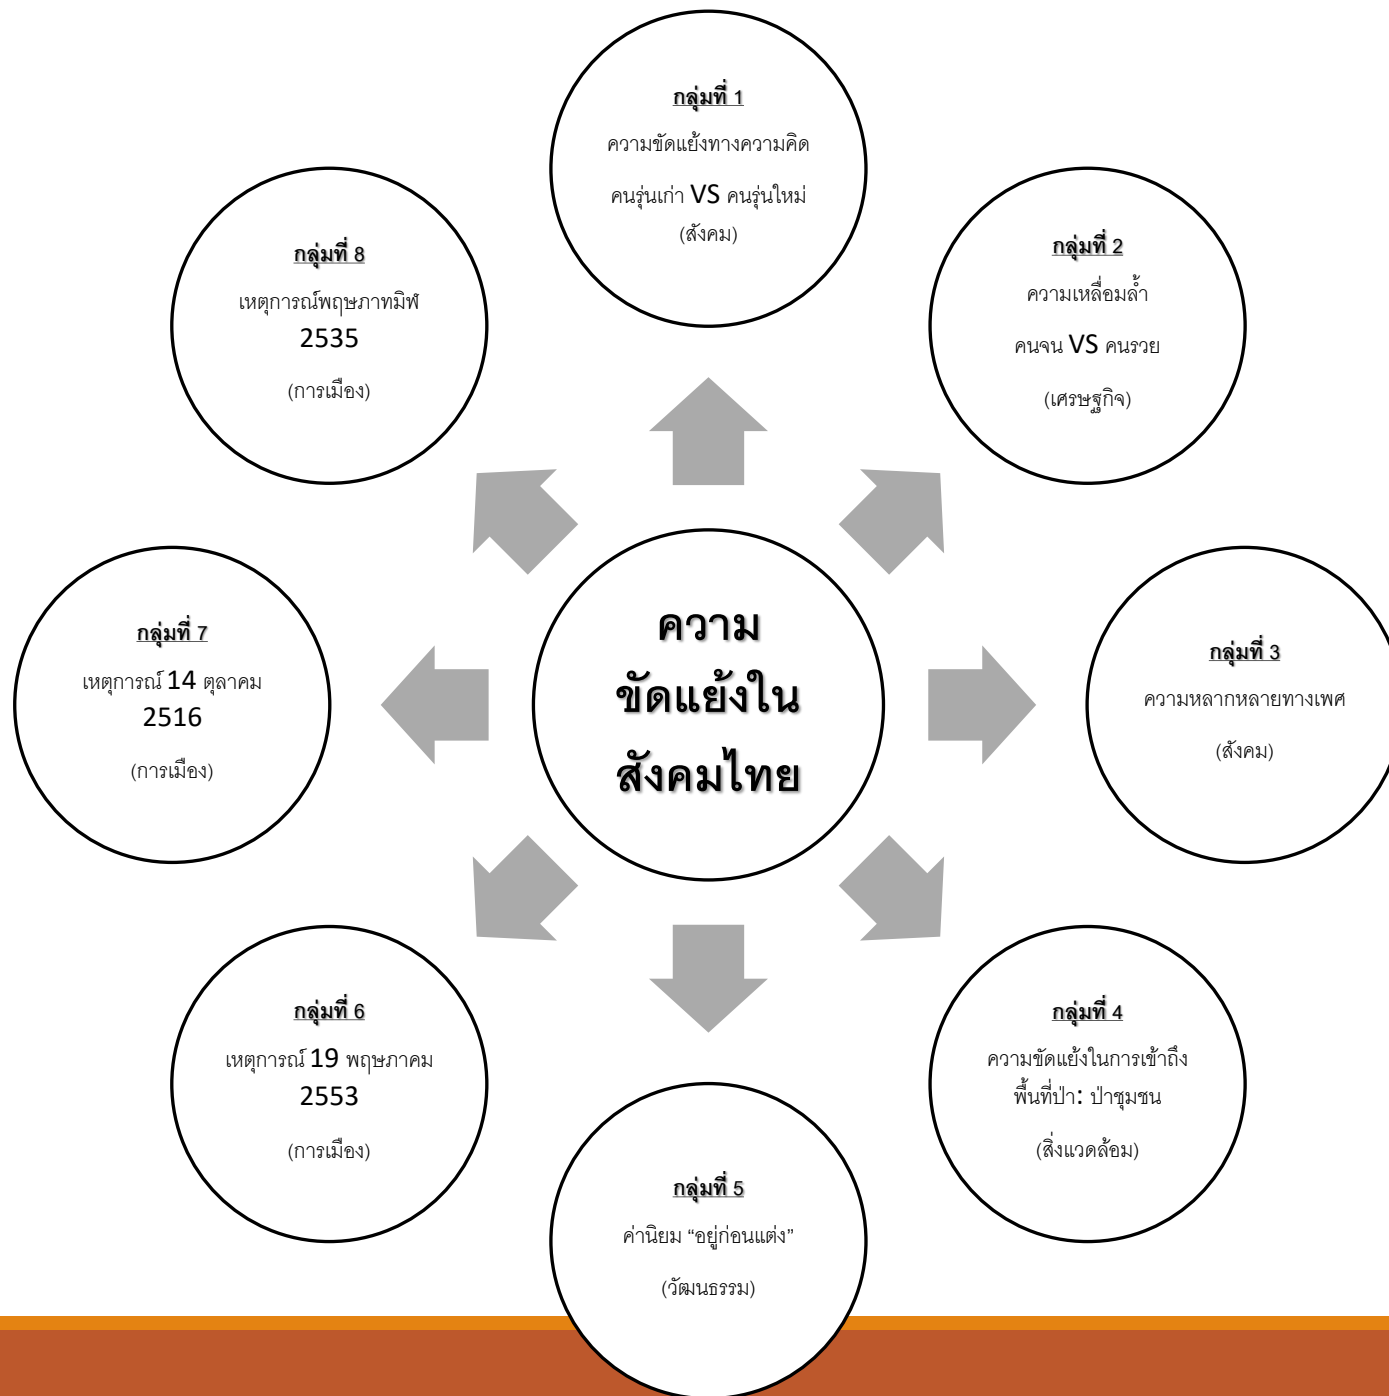 ความ
ขัดแย้งใน
สังคมไทย
กลุ่มที่ 1
ความขัดแย้งทางความคิด
คนรุ่นเก่า VS คนรุ่นใหม่
(สังคม)
กลุ่มที่ 2
ความเหลื่อมล้ำ
คนจน VS คนรวย
(เศรษฐกิจ)
กลุ่มที่ 3
ความหลากหลายทางเพศ
(สังคม)
กลุ่มที่ 4
ความขัดแย้งในการเข้าถึง
พื้นที่ป่า: ป่าชุมชน
(สิ่งแวดล้อม)
กลุ่มที่ 5
ค่านิยม “อยู่ก่อนแต่ง”
(วัฒนธรรม)
กลุ่มที่ 6
เหตุการณ์ 19 พฤษภาคม
2553
(การเมือง)
กลุ่มที่ 7
เหตุการณ์ 14 ตุลาคม
2516
(การเมือง)
กลุ่มที่ 8
เหตุการณ์พฤษภาทมิฬ
2535
(การเมือง)